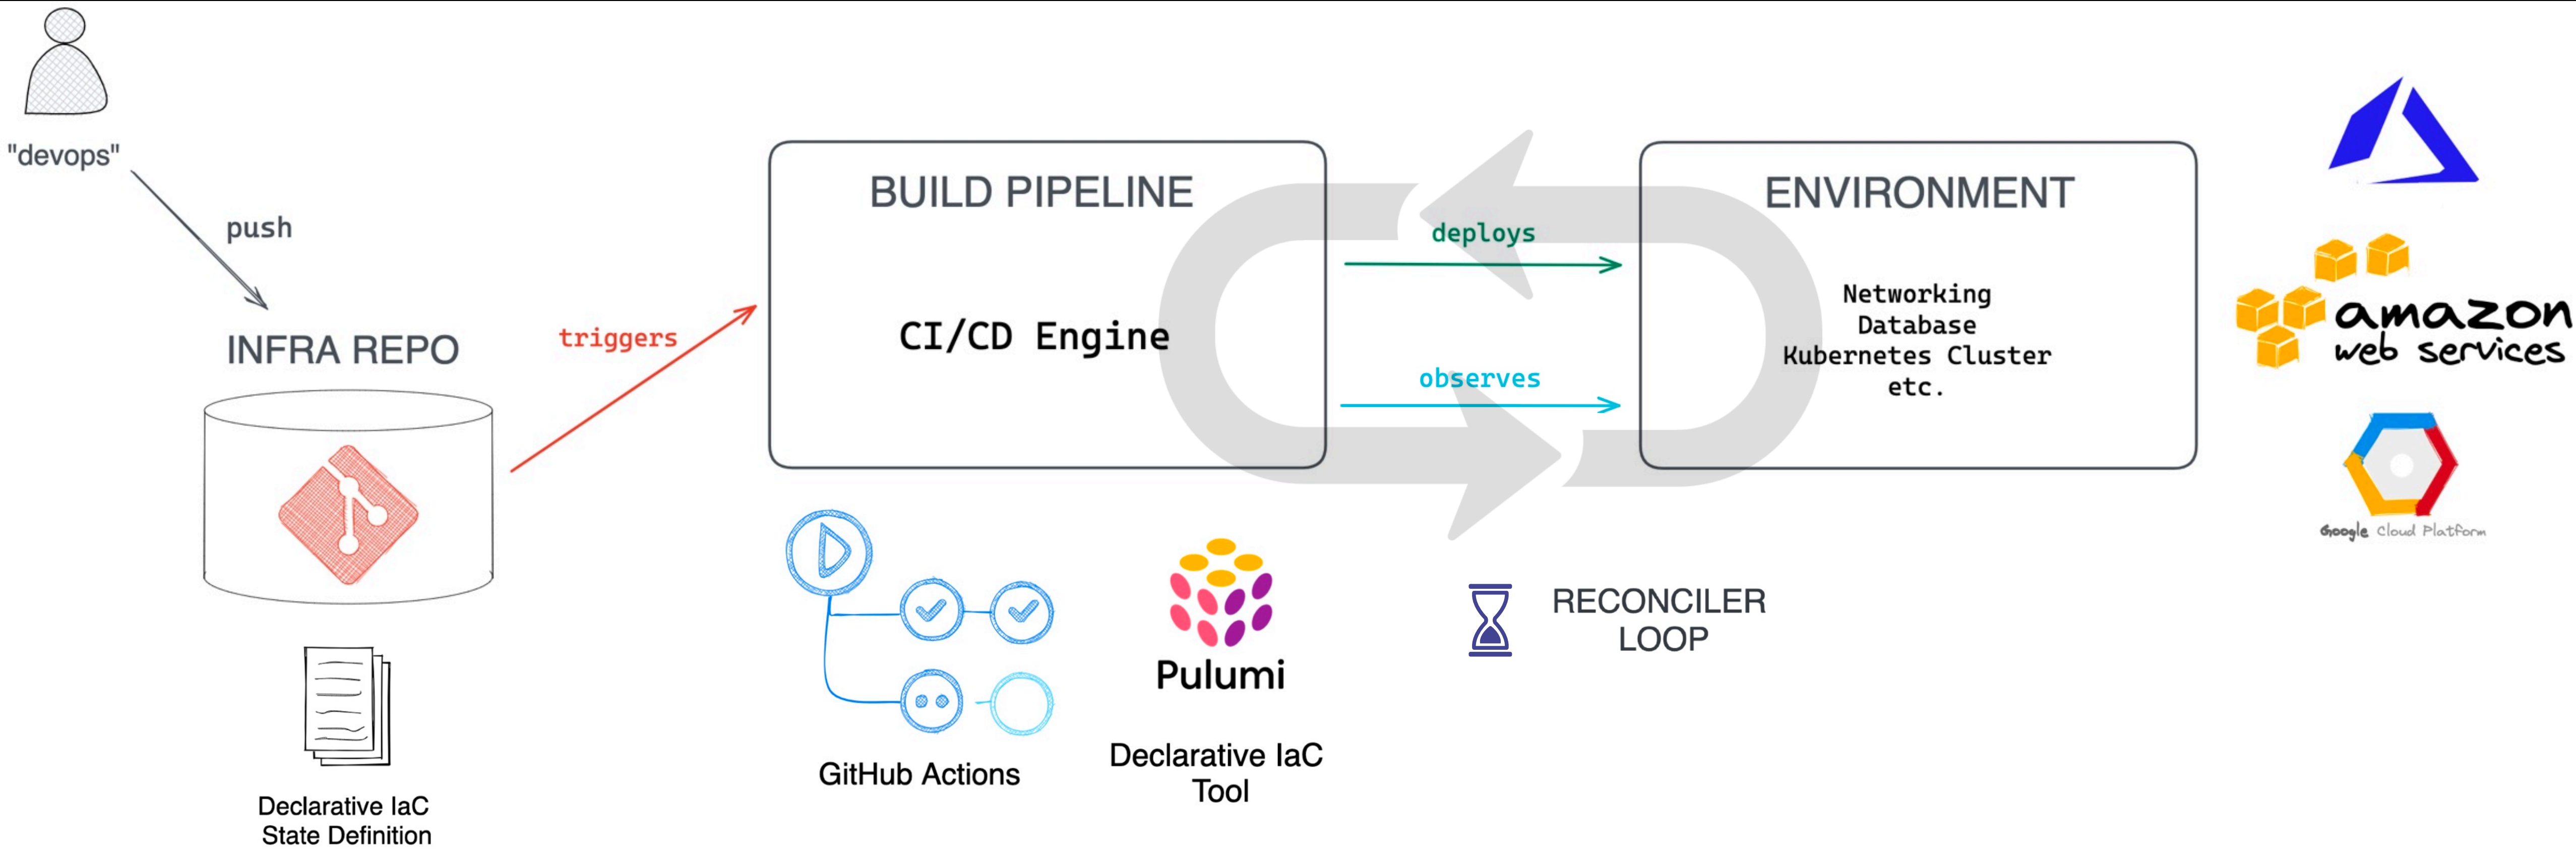 "devops"
push
INFRA REPO
Declarative IaC
State Definition
triggers
BUILD PIPELINE
CI/CD Engine
GitHub Actions
Pulumi
Declarative IaC
Tool
deploys
observes
RECONCILER
LOOP
ENVIRONMENT
Networking
Database
Kubernetes Cluster
etc.
amazon
web services
Google Cloud Platform